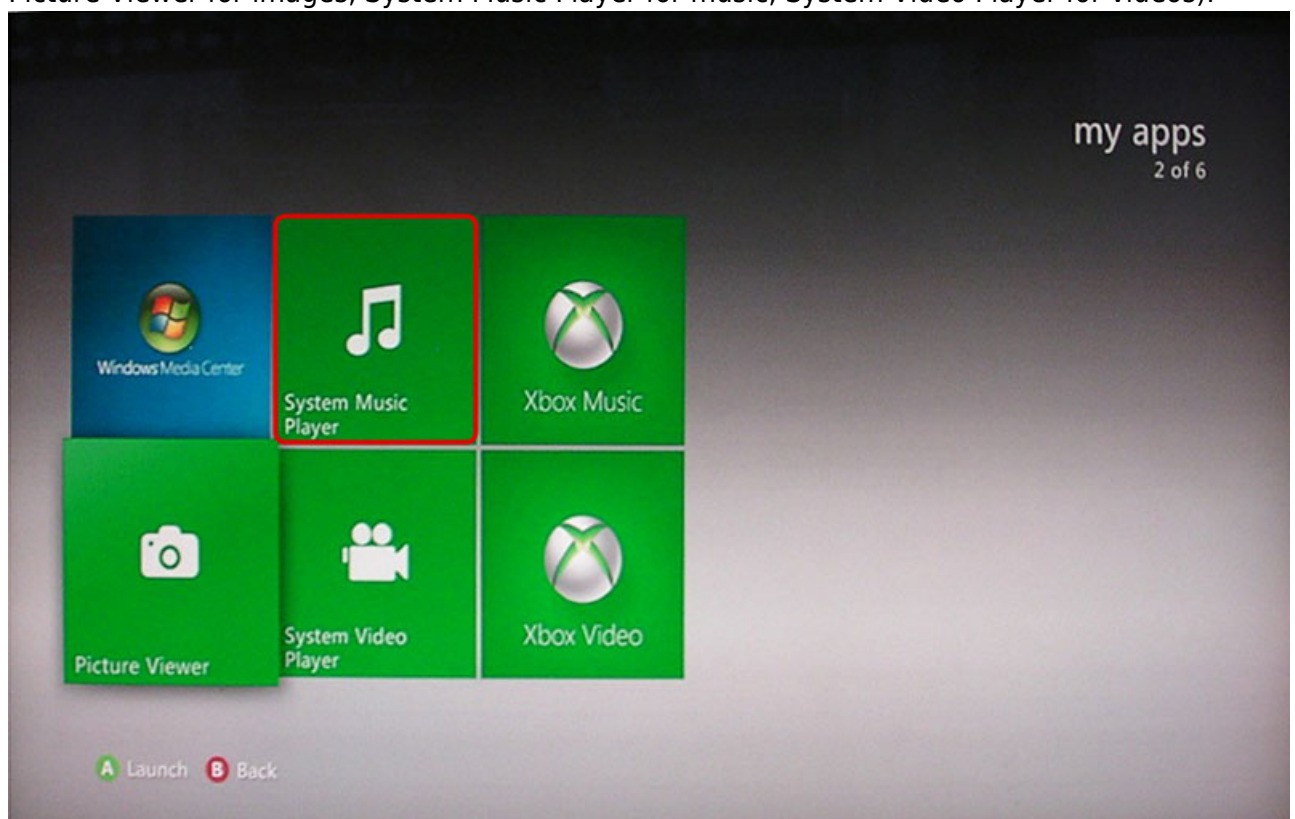 Picture Viewer for images, System Music Player for music, System Video Player for videos).
my apps
2 of 6
Windows Media Center
System Music
Player
Xbox Music
Picture Viewer
System Video
Player
Xbox Video
A Launch B Back